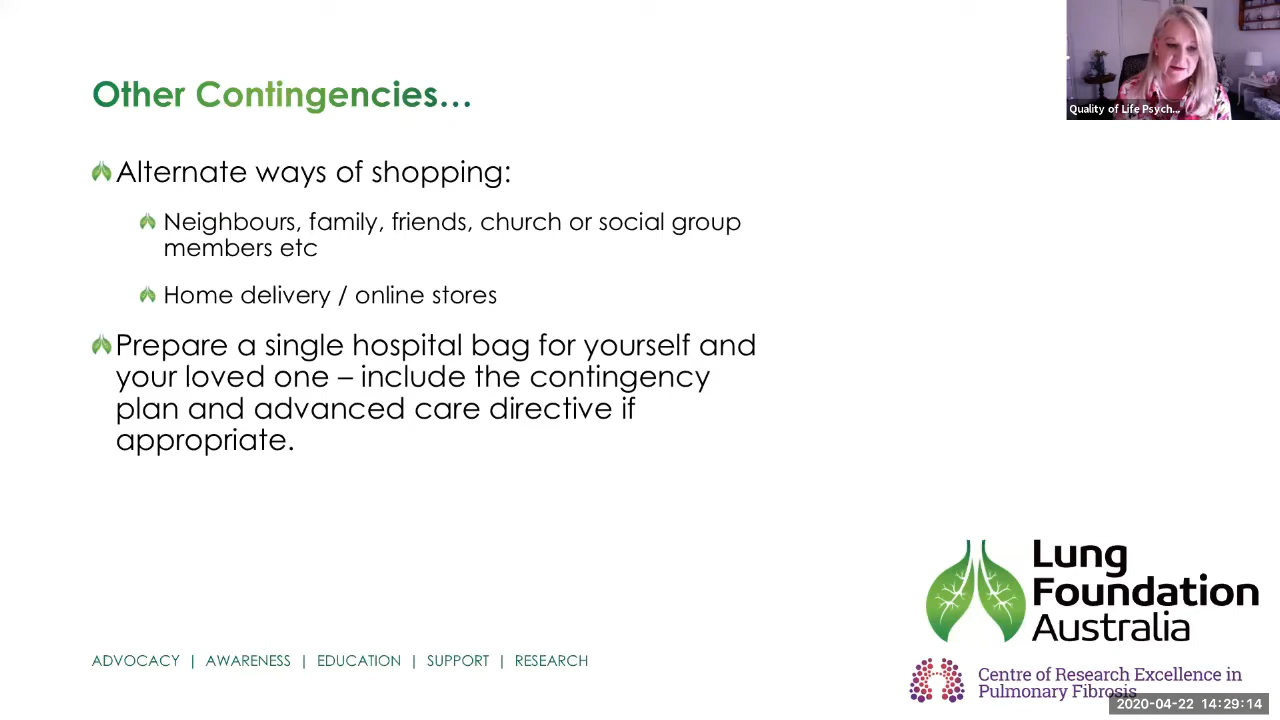 Other Contingencies…
Alternate ways of shopping:
Neighbours, family, friends, church or social group
members etc
Home delivery / online stores
Prepare a single hospital bag for yourself and
your loved one – include the contingency
plan and advanced care directive if
appropriate.
ADVOCACY | AWARENESS | EDUCATION | SUPPORT | RESEARCH
Quality of Life Psych...
Lung
Foundation
Australia
Centre of Research Excellence in
Pulmonary Fibrosis
2020-04-22 14:29:14